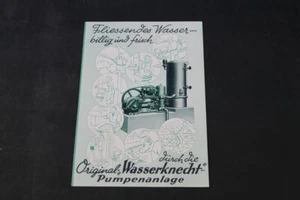 Fliessendes Wasser—
billig und frisch
durch die
Original „Wasserknecht"
Pumpenanlage